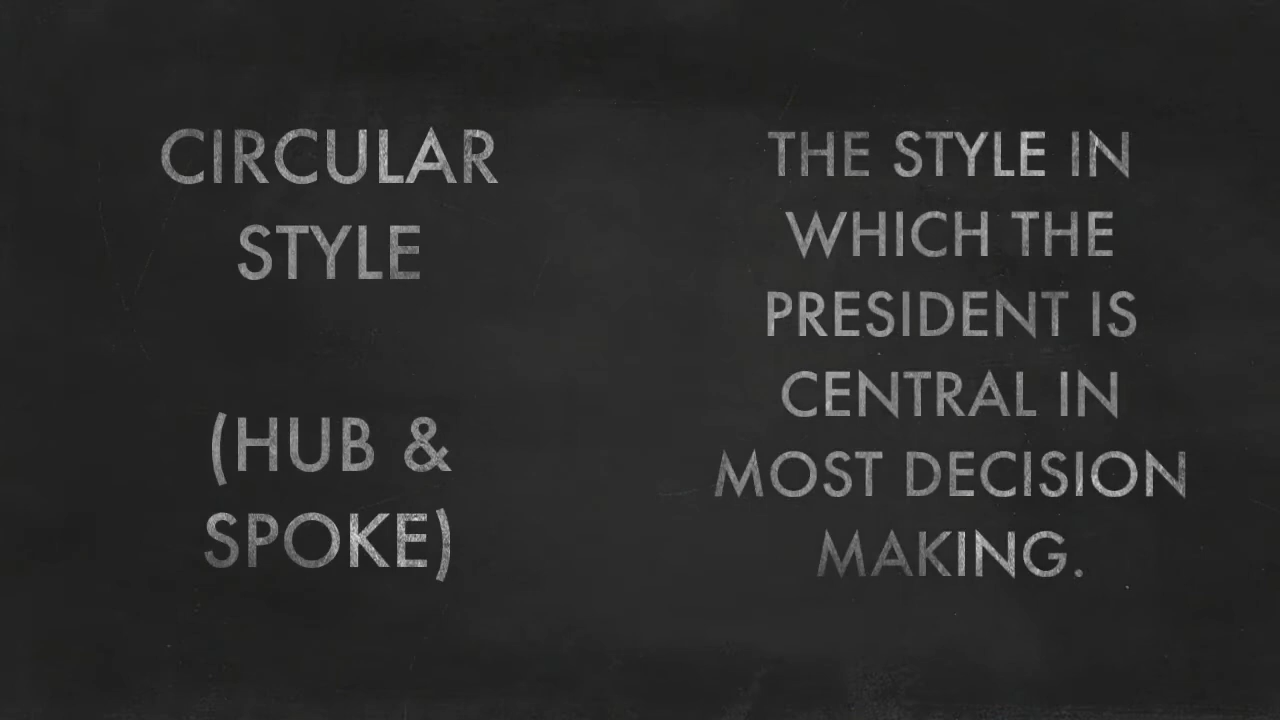 CIRCULAR
STYLE
(HUB &
SPOKE)
THE STYLE IN
WHICH THE
PRESIDENT IS
CENTRAL IN
MOST DECISION
MAKING.